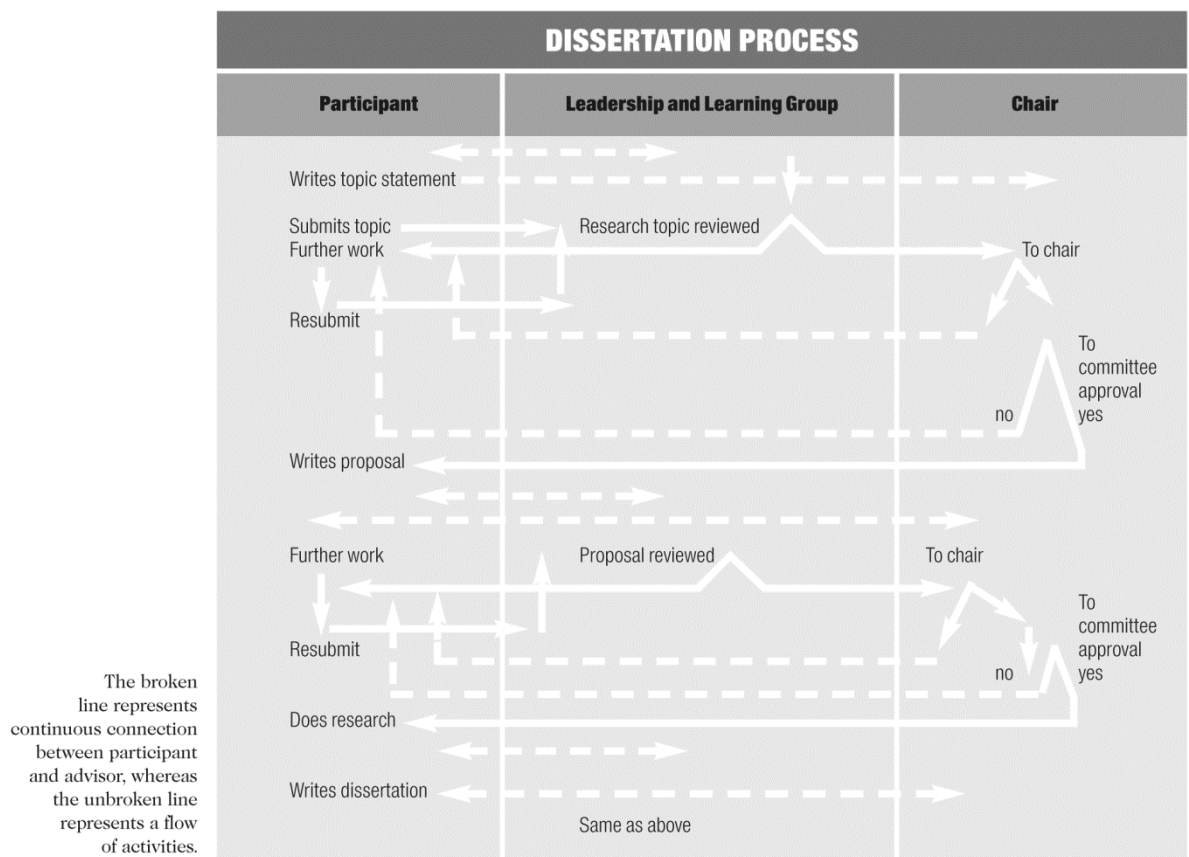 DISSERTATION PROCESS
Participant
Leadership and Learning Group
Chair
Writes topic statement
Submits topic
Research topic reviewed
Further work
To chair
Resubmit
To
committee
approval
no
yes
Writes proposal
Further work
Proposal reviewed
To chair
To
committee
approval
Resubmit
no
yes
Does research
Writes dissertation
Same as above
The broken
line represents
continuous connection
between participant
and advisor, whereas
the unbroken line
represents a flow
of activities.